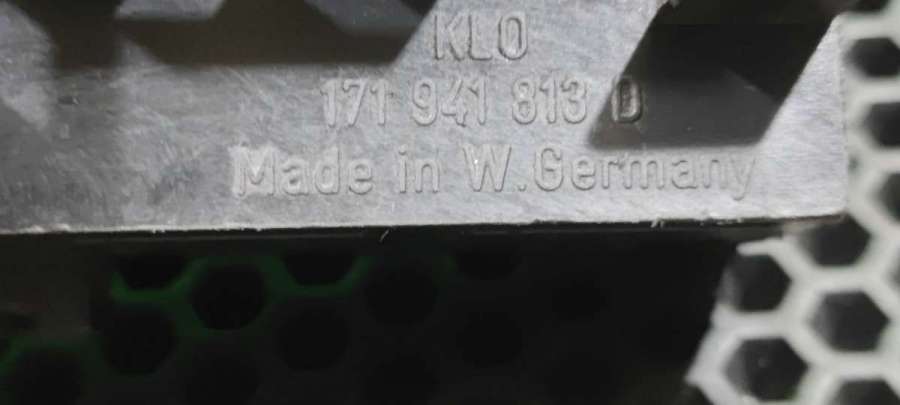 KLO
171 941 813 D
Made in W.Germany